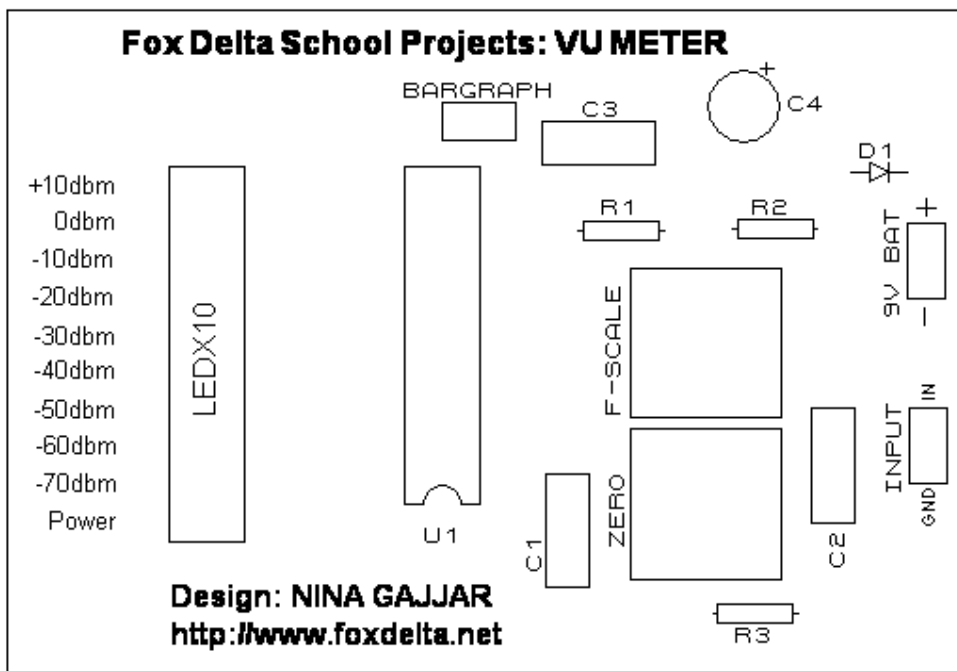 Fox Delta School Projects: VU METER
BARGRAPH
C3
C4
+
D1
+10dbm
0dbm
-10dbm
-20dbm
-30dbm
-40dbm
-50dbm
-60dbm
-70dbm
Power
LEDX10
U1
R1
R2
+
9V BAT
-
F-SCALE
ZERO
C1
C2
IN
INPUT
GND
R3
Design: NINA GAJJAR
http://www.foxdelta.net